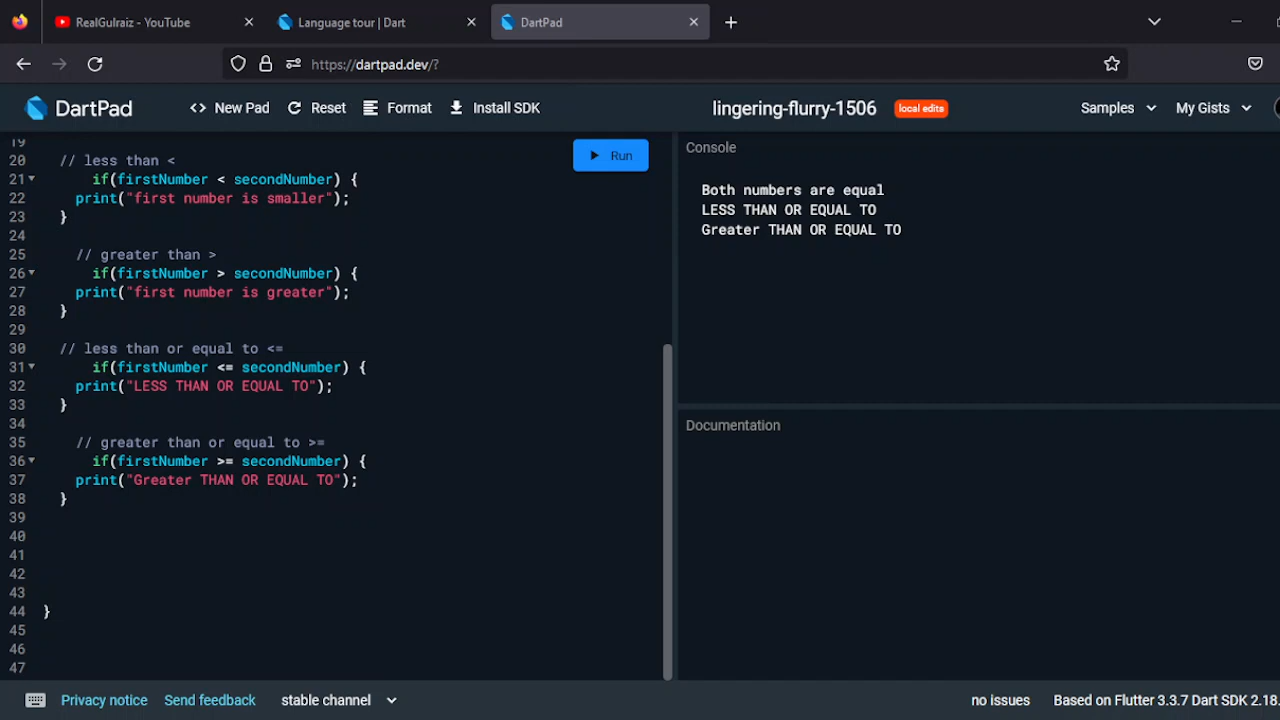 RealGulraiz - YouTube
Language tour | Dart
DartPad
https://dartpad.dev/?
DartPad
<> New Pad
Reset
Format
Install SDK
lingering-flurry-1506
local edits
Samples
My Gists
19
20 // less than <
21 if(firstNumber < secondNumber) {
22 print("first number is smaller");
23 }
24
25 // greater than >
26 if(firstNumber > secondNumber) {
27 print("first number is greater");
28 }
29
30 // less than or equal to <=
31 if(firstNumber <= secondNumber) {
32 print("LESS THAN OR EQUAL TO");
33 }
34
35 // greater than or equal to >=
36 if(firstNumber >= secondNumber) {
37 print("Greater THAN OR EQUAL TO");
38 }
39
40
41
42
43
44 }
45
46
47
Run
Console
Both numbers are equal
LESS THAN OR EQUAL TO
Greater THAN OR EQUAL TO
Documentation
Privacy notice
Send feedback
stable channel
no issues
Based on Flutter 3.3.7 Dart SDK 2.18.